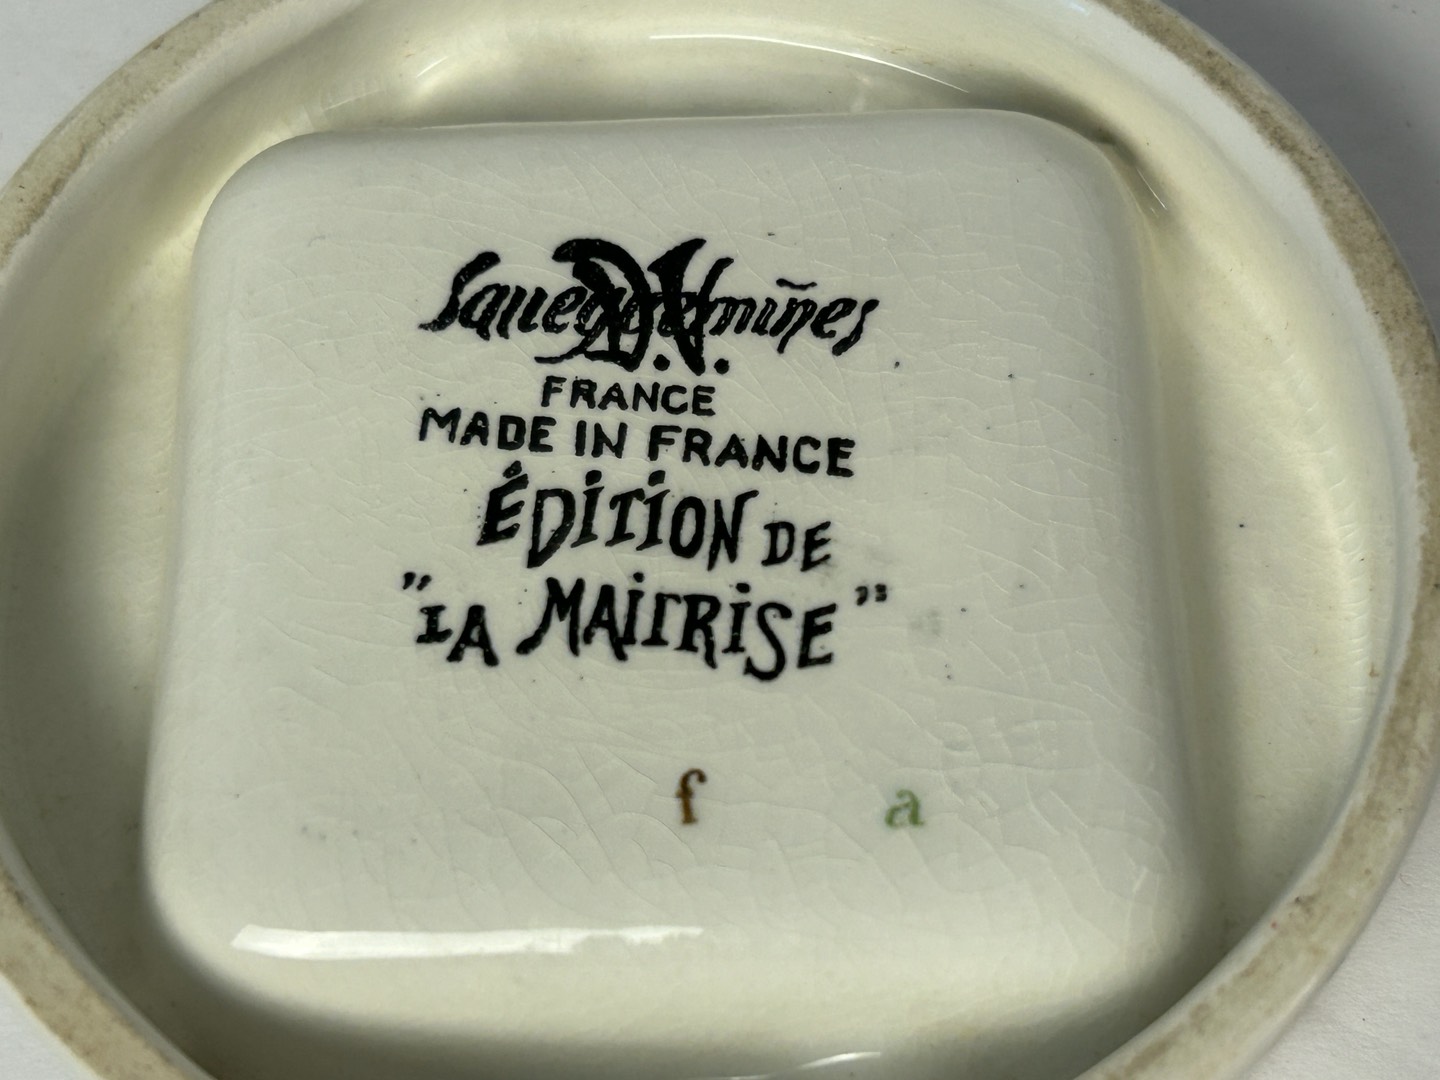 Sarreguemines
D.V.
FRANCE
MADE IN FRANCE
ÉDITION DE
"LA MAITRISE"
f a